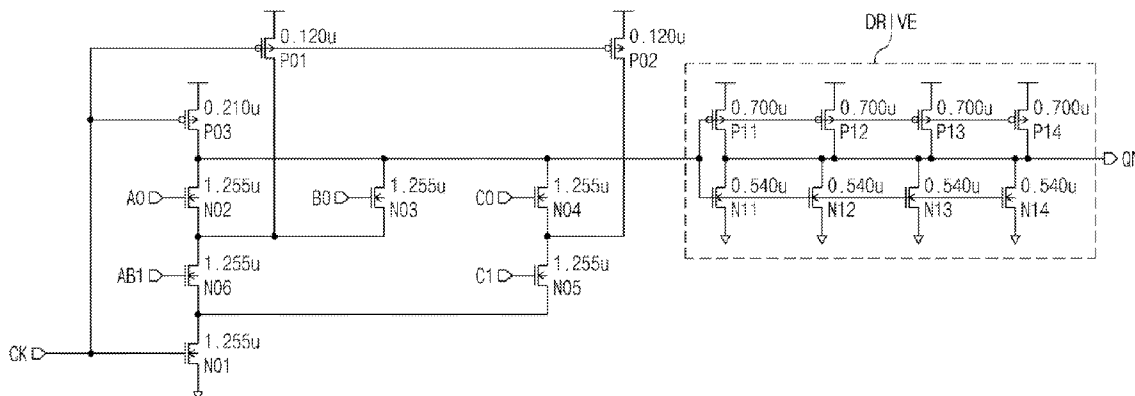 DRIVE
0.120u
P01
0.120u
P02
0.210u
P03
0.700u
P11
0.700u
P12
0.700u
P13
0.700u
P14
A0
1.255u
N02
B0
1.255u
N03
C0
1.255u
N04
0.540u
N11
0.540u
N12
0.540u
N13
0.540u
N14
AB1
1.255u
N06
C1
1.255u
N05
CK
1.255u
N01